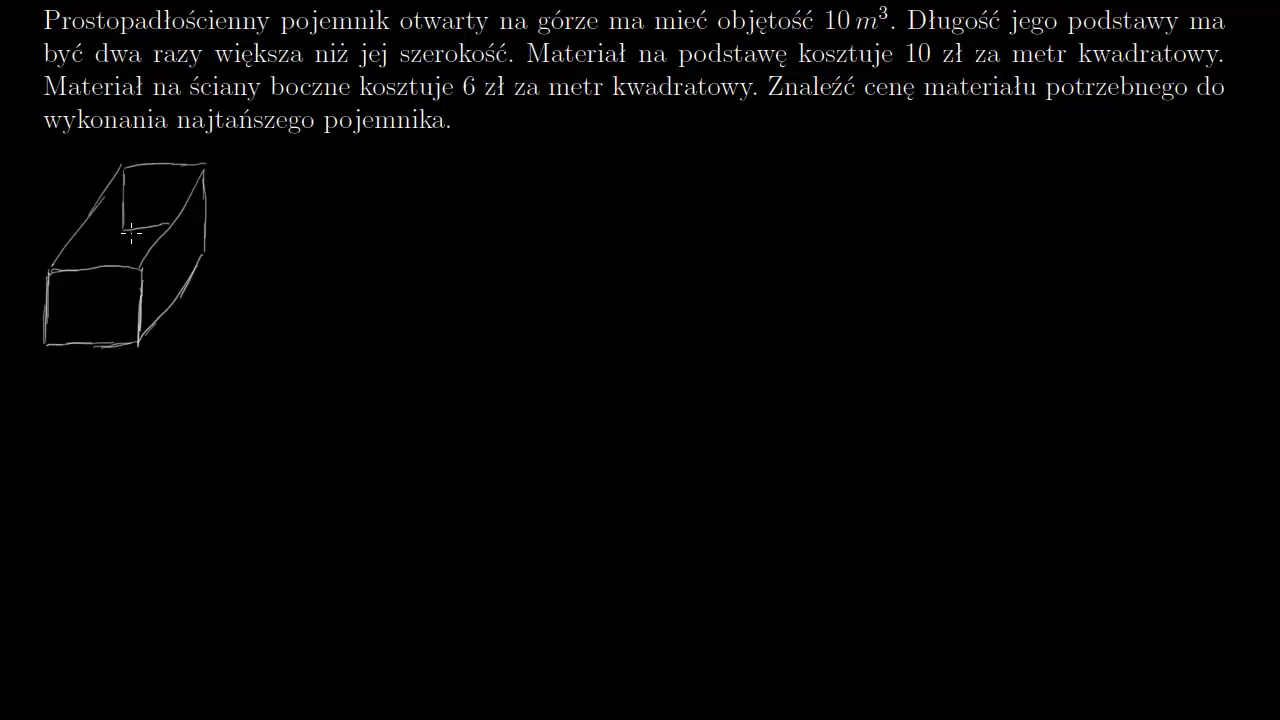 Prostopadłościenny pojemnik otwarty na górze ma mieć objętość 10 m³. Długość jego podstawy ma
być dwa razy większa niż jej szerokość. Materiał na podstawę kosztuje 10 zł za metr kwadratowy.
Materiał na ściany boczne kosztuje 6 zł za metr kwadratowy. Znaleźć cenę materiału potrzebnego do
wykonania najtańszego pojemnika.